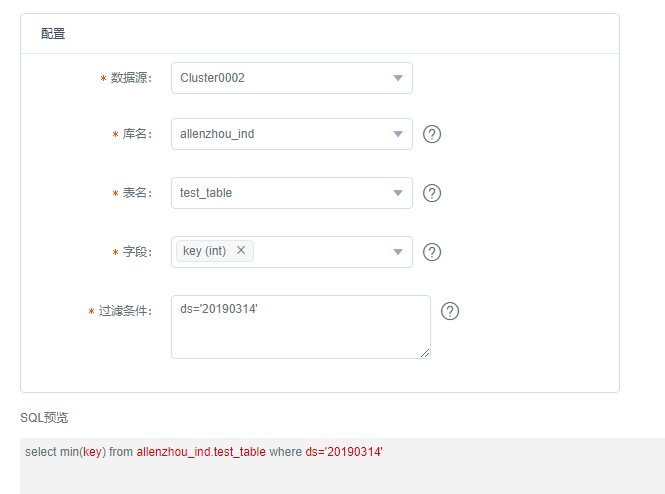 配置
* 数据源: Cluster0002
* 库名: allenzhou_ind ?
* 表名: test_table ?
* 字段: key (int) × ?
* 过滤条件: ds='20190314' ?
SQL预览
select min(key) from allenzhou_ind.test_table where ds='20190314'